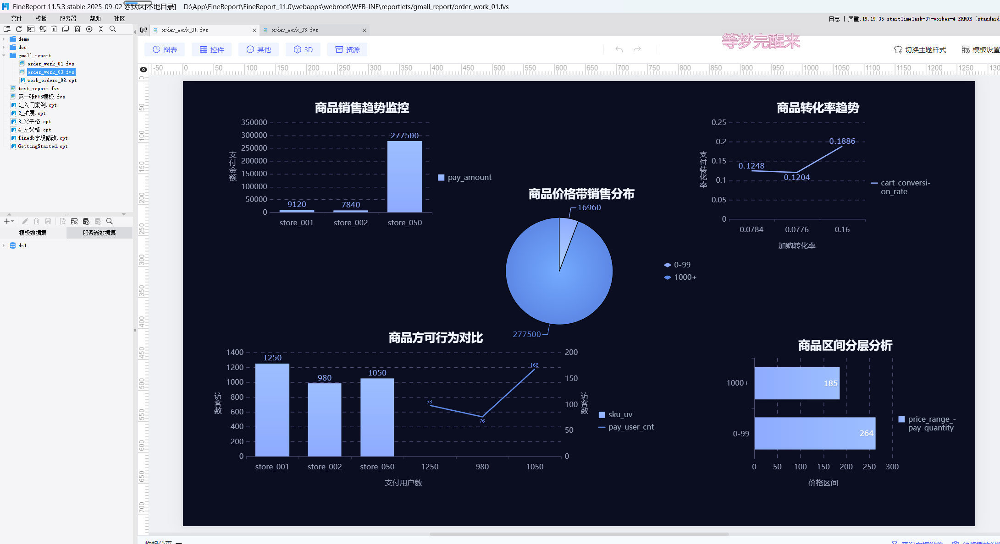 FineReport 11.5.3 stable 2025-09-02 @默认[本地目录] D:\App\FineReport\FineReport_11.0\webapps\webroot\WEB-INF\reportlets/gmall_report/order_work_01.fvs
文件 模板 服务器 帮助 社区
日志 | 严重:19:19:35 startTimeTask-37-worker-4 ERROR [standard
order_work_01.fvs
order_work_03.fvs
demo
doc
gmall_report
order_work_01.fvs
order_work_03.fvs
work_orders_03.cpt
test_report.fvs
第一张FVS模板.fvs
1_入门案例.cpt
2_扩展.cpt
3_父子格.cpt
4_左父格.cpt
finedb字段修改.cpt
GettingStarted.cpt
模板数据集 服务器数据集
ds1
图表 控件 其他 3D 资源
等梦完醒来
切换主题样式 模板设置
-50 0 50 100 150 200 250 300 350 400 450 500 550 600 650 700 750 800 850 900 950 1000 1050 1100 1150 1200 1250 130
0
50
100
150
200
250
300
350
400
450
500
550
600
650
700
商品销售趋势监控
支付金额
350000
300000
250000
200000
150000
100000
50000
0
9120
7840
277500
store_001 store_002 store_050
pay_amount
商品转化率趋势
支付转化率
0.25
0.2
0.15
0.1
0.05
0
0.1248
0.1204
0.1886
0.0784 0.0776 0.16
加购转化率
cart_conversi-
on_rate
商品价格带销售分布
16960
277500
0-99
1000+
商品方可行为对比
访客数
1400
1200
1000
800
600
400
200
0
1250
980
1050
98
76
168
200
150
100
50
0
访客数
store_001 store_002 store_050 1250 980 1050
支付用户数
sku_uv
pay_user_cnt
商品区间分层分析
1000+
185
0-99
264
0 50 100 150 200 250 300
价格区间
price_range_-
pay_quantity